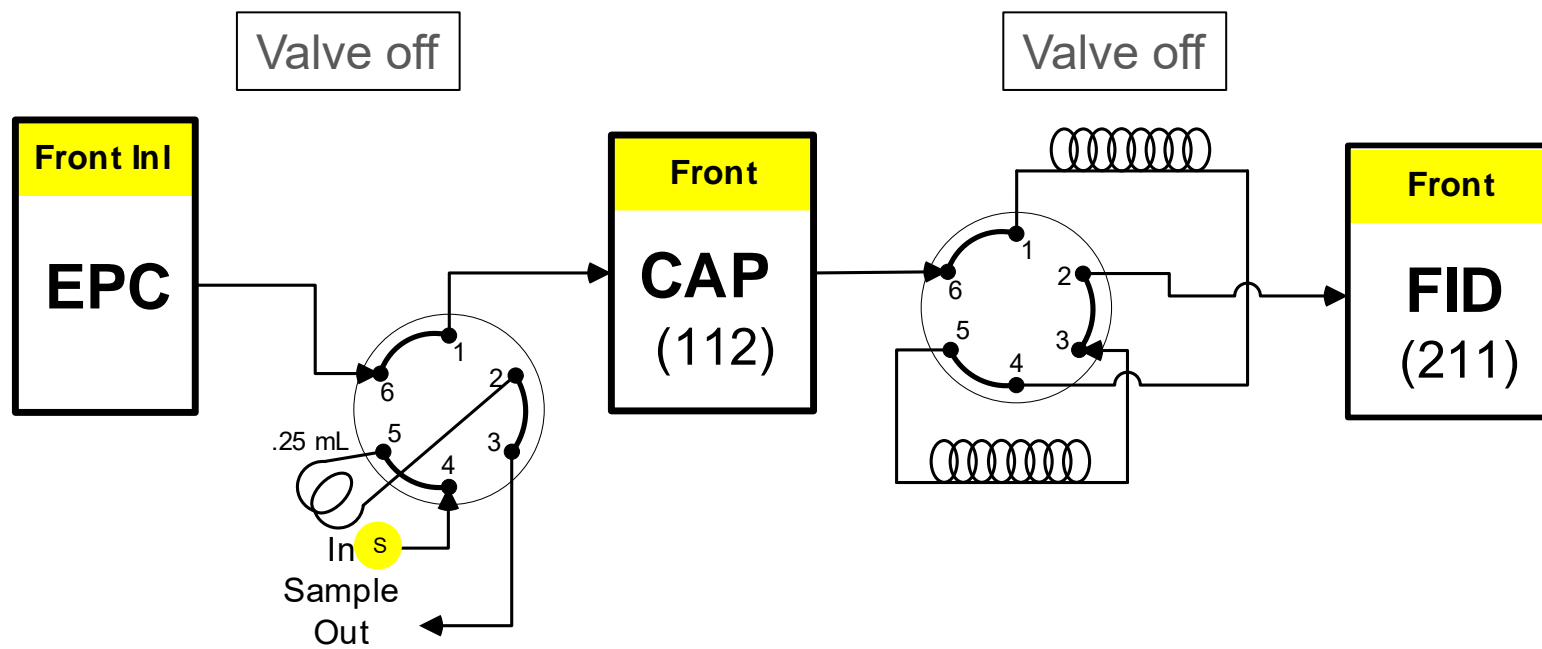 Valve off
Valve off
Front Inl
EPC
Front
CAP
(112)
Front
FID
(211)
1
2
3
4
5
6
.25 mL
In S
Sample
Out
1
2
3
4
5
6